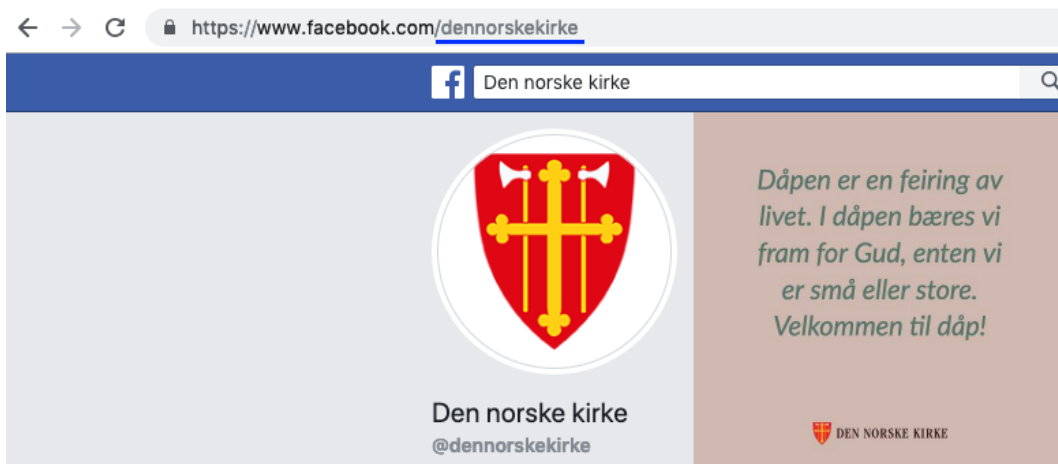 https://www.facebook.com/dennorskekirke
Den norske kirke
Dåpen er en feiring av
livet. I dåpen bæres vi
fram for Gud, enten vi
er små eller store.
Velkommen til dåp!
DEN NORSKE KIRKE
Den norske kirke
@dennorskekirke